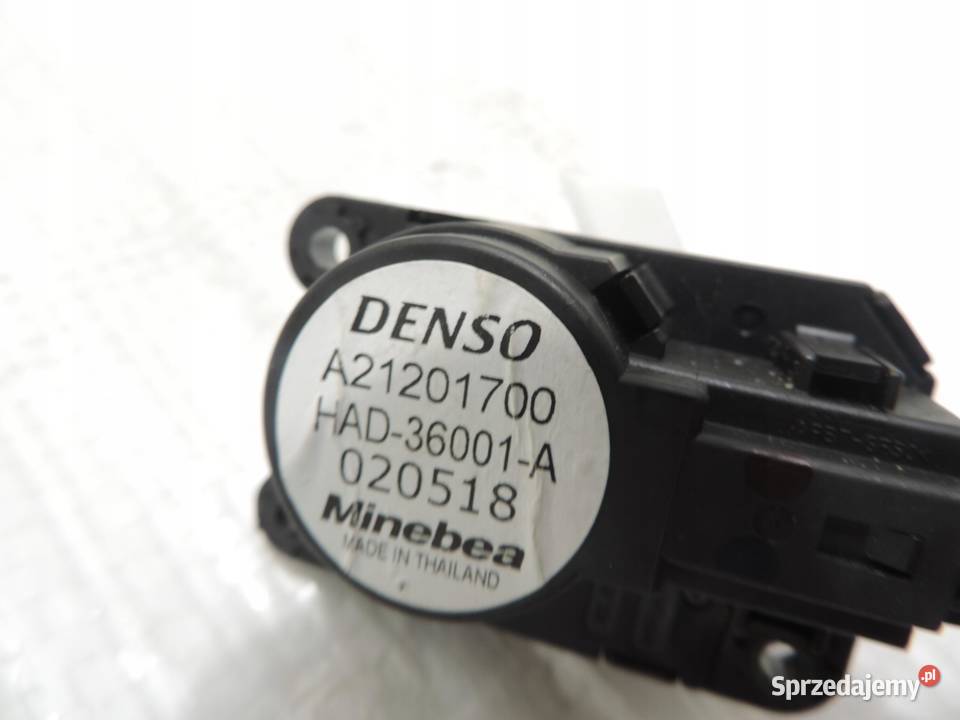 DENSO
A21201700
HAD-36001-A
020518
Minebea
MADE IN THAILAND
Sprzedajemy.pl